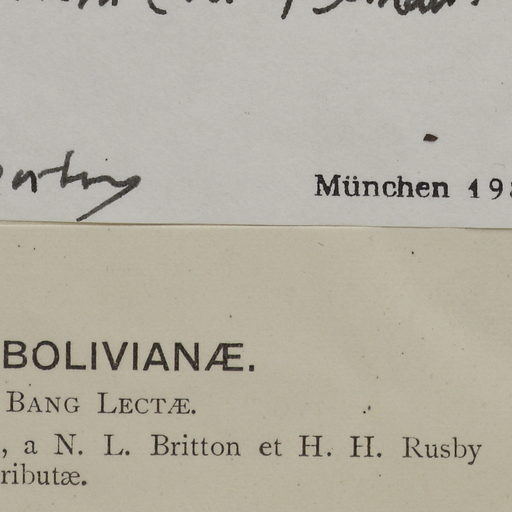 München 19
BOLIVIANÆ.
BANG LECTÆ.
, a N. L. Britton et H. H. Rusby
ributæ.